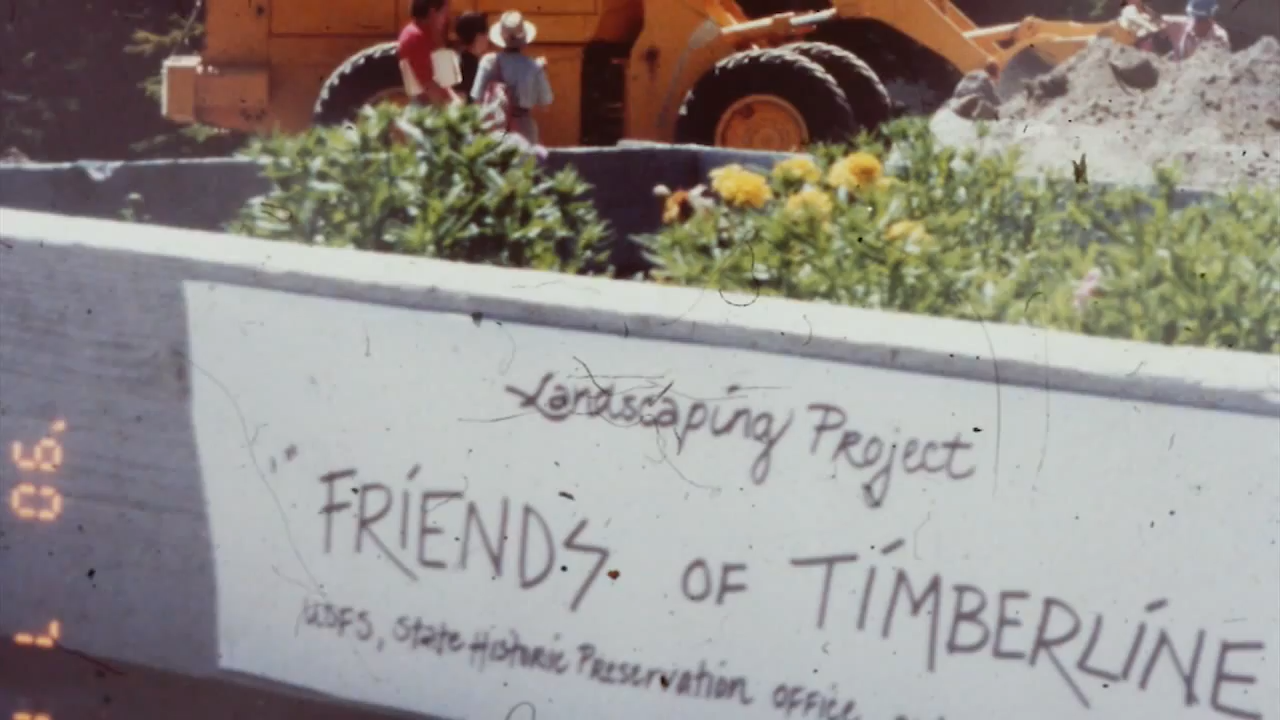 Landscaping Project
"FRIENDS OF TIMBERLINE
USFS, State Historic Preservation Office